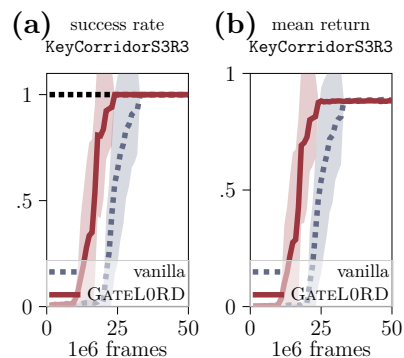 (a) success rate
KeyCorridorS3R3
1
.5
0
vanilla
GATEL0RD
0 25 50
1e6 frames
(b) mean return
KeyCorridorS3R3
1
.5
0
vanilla
GATEL0RD
0 25 50
1e6 frames